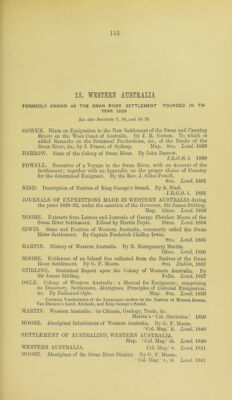 153
13. WESTERN AUSTRALIA
FORMERLY KNOWN AS THE SWAN RIVER SETTLEMENT FOUNDED IN TH
YEAR 1829
See also SECTIONS
GOWEN. Hints on Emigration to the New Settlement of the Swan and Canning
Rivers on the West Coast of Australia. By J. R. Gowen. To which is
added Remarks on the Botanical Productions, &c., of the Banks of the
Swan River, &c., by J. Fraser, of Sydney. Map. 8vo. Lond. 1829
BARROW. State of the Colony of Swan River. By John Barrow.
J.R.G.S. i. 1830
POWELL. Narrative of a Voyage to the Swan River, with an Account of the
Settlement; together with an Appendix on the proper choice of Country
for the determined Emigrant. By the Rev. J. Giles Powell.
8vo. Lond. 1831
NIND. Description of Natives of King George's Sound. By S. Nind.
J.R.G.S. i. 1831
JOURNALS OF EXPEDITIONS MADE IN WESTERN AUSTRALIA during
the years 1829-32, under the sanction of the Governor, Sir James Stirling.
Map. 12mo. Lond. 1833
MOORE. Extracts from Letters and Journals of George Fletcher Moore of the
Swan River Settlement. Edited by Martin Doyle. 12mo. Lond. 1834
IRWIN. State and Position of Western Australia, commonly called the Swan
River Settlement. By Captain Frederick Chidley Irwin.
8vo. Lond. 1835
MARTIN. History of Western Australia. By R. Montgomery Martin.
12mo. Lond. 1836
MOORE. Evidences of an Inland Sea collected from the Natives of the Swan
River Settlement. By G. F. Moore. 8vo. Dublin, 1837
STIRLING. Statistical Report upon the Colony of Western Australia. By
Sir James Stirling. Folio. Lond. 1837
OGLE. Colony of Western Australia: a Manual for Emigrants; comprising
its Discovery, Settlement, Aborigines, Principles of Colonial Emigration,
&c. By Nathaniel Ogle. Map. 8vo. Lond. 1839
Contains Vocabularies of the Languages spoken by the Natives of Western Australia,
Van Diemen's Land, Adelaide, and King George's Sound.
MARTIN. Western Australia: its Climate, Geology, Trade, &c.
Martin's 'Col. Statistics.' 1839
MOORE. Aboriginal Inhabitants of Western Australia. By G. F. Moore.
'Col. Mag.' ii. Lond. 1840
SETTLEMENT OF AUSTRALIND, WESTERN AUSTRALIA.
Map. 'Col. Mag.' iii. Lond. 1840
WESTERN AUSTRALIA. Col. Mag.' v. Lond. 1841
MOORE. Aborigines of the Swan River District. By G. F. Moore.
'Col. Mag.' v., vi. Lond. 1841